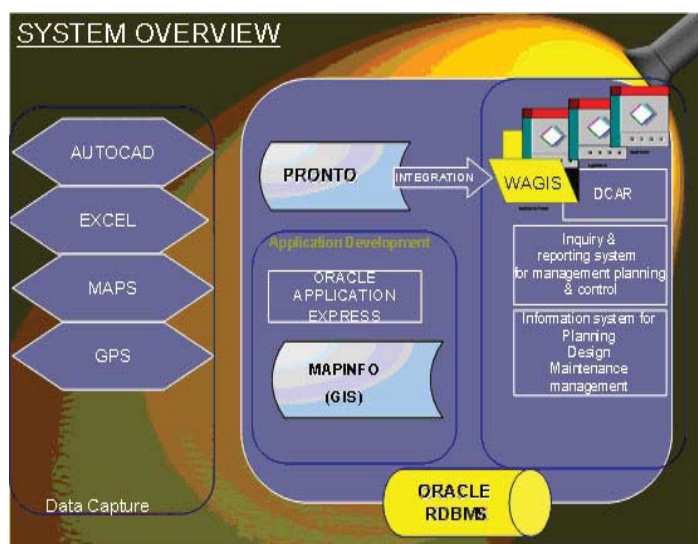 SYSTEM OVERVIEW
AUTOCAD
EXCEL
MAPS
GPS
Data Capture
PRONTO
INTEGRATION
WAGIS
DCAR
Application Development
ORACLE
APPLICATION
EXPRESS
MAPINFO
(GIS)
Inquiry &
reporting system
for management planning
& control
Information system for
Planning
Design
Maintenance
management
ORACLE
RDBMS